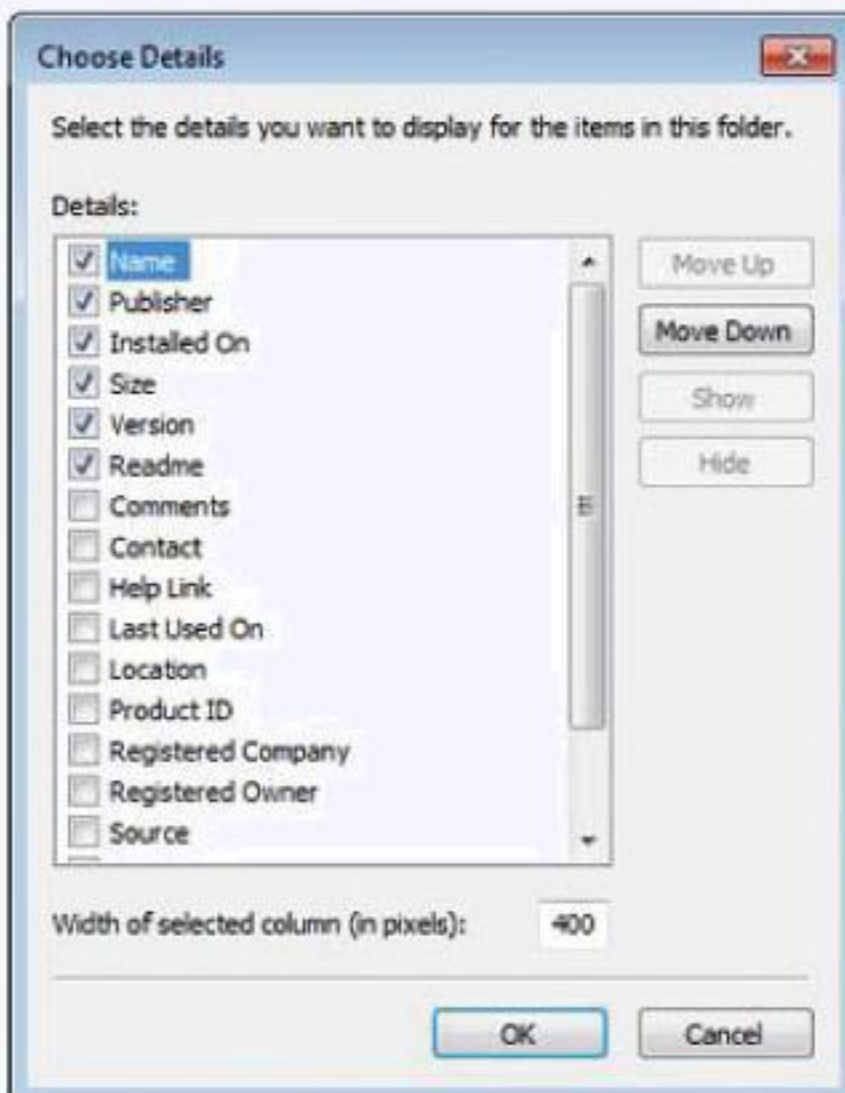 Choose Details
Select the details you want to display for the items in this folder.
Details:
Name
Move Up
Publisher
Installed On
Move Down
Size
Show
Version
Readme
Hide
Comments
Contact
Help Link
Last Used On
Location
Product ID
Registered Company
Registered Owner
Source
Width of selected column (in pixels): 400
OK
Cancel